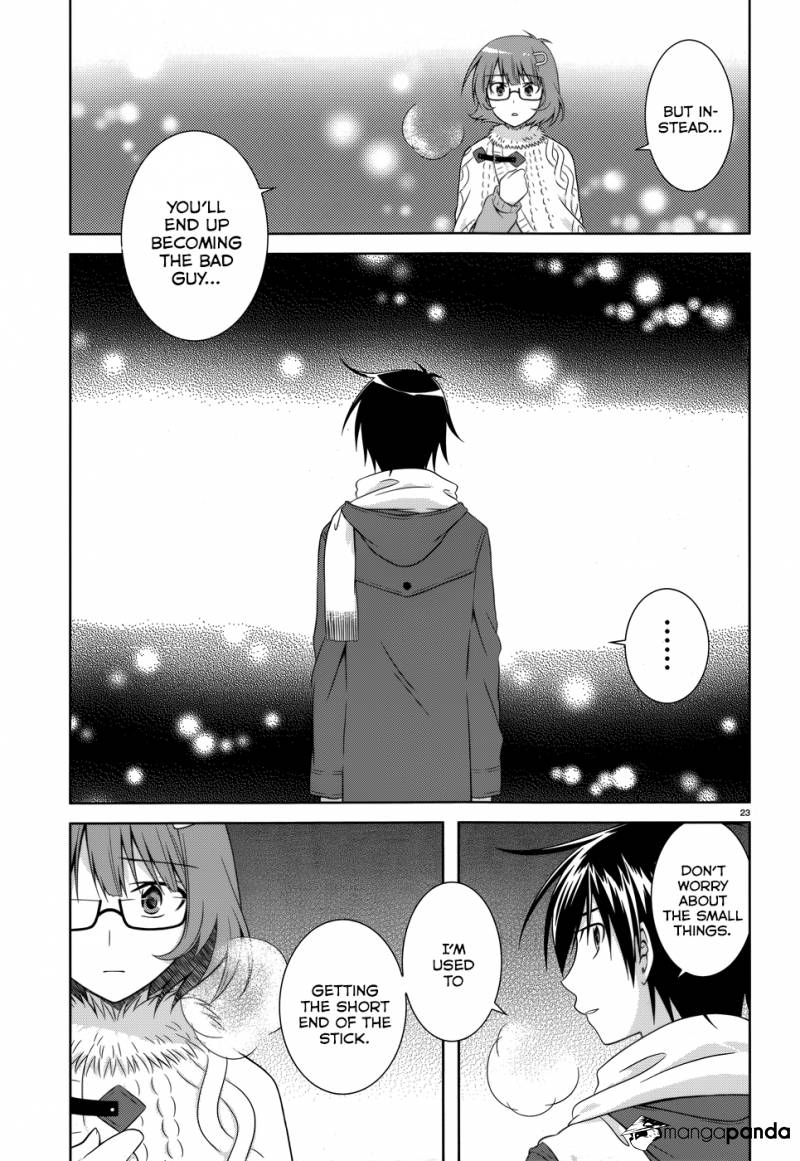 BUT IN-
STEAD...
YOU'LL
END UP
BECOMING
THE BAD
GUY...
......
23
DON'T
WORRY
ABOUT
THE SMALL
THINGS.
I'M
USED TO
GETTING
THE SHORT
END OF THE
STICK.
mangapanda